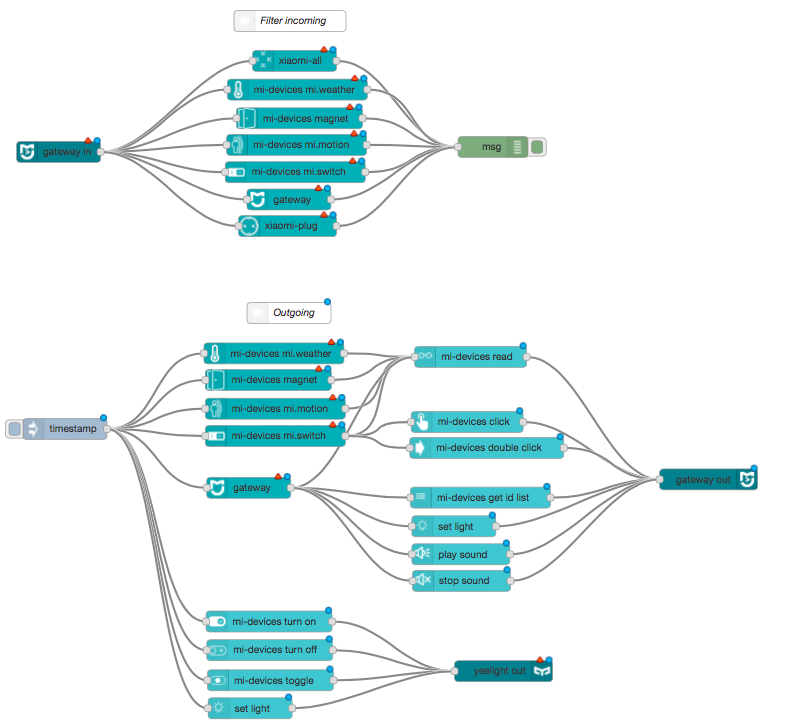 Filter incoming
xiaomi-all
mi-devices mi.weather
mi-devices magnet
gateway in
mi-devices mi.motion
msg
mi-devices mi.switch
gateway
xiaomi-plug
Outgoing
mi-devices mi.weather
mi-devices read
mi-devices magnet
mi-devices mi.motion
mi-devices click
timestamp
mi-devices mi.switch
mi-devices double click
gateway out
gateway
mi-devices get id list
set light
play sound
stop sound
mi-devices turn on
mi-devices turn off
yeelight out
mi-devices toggle
set light